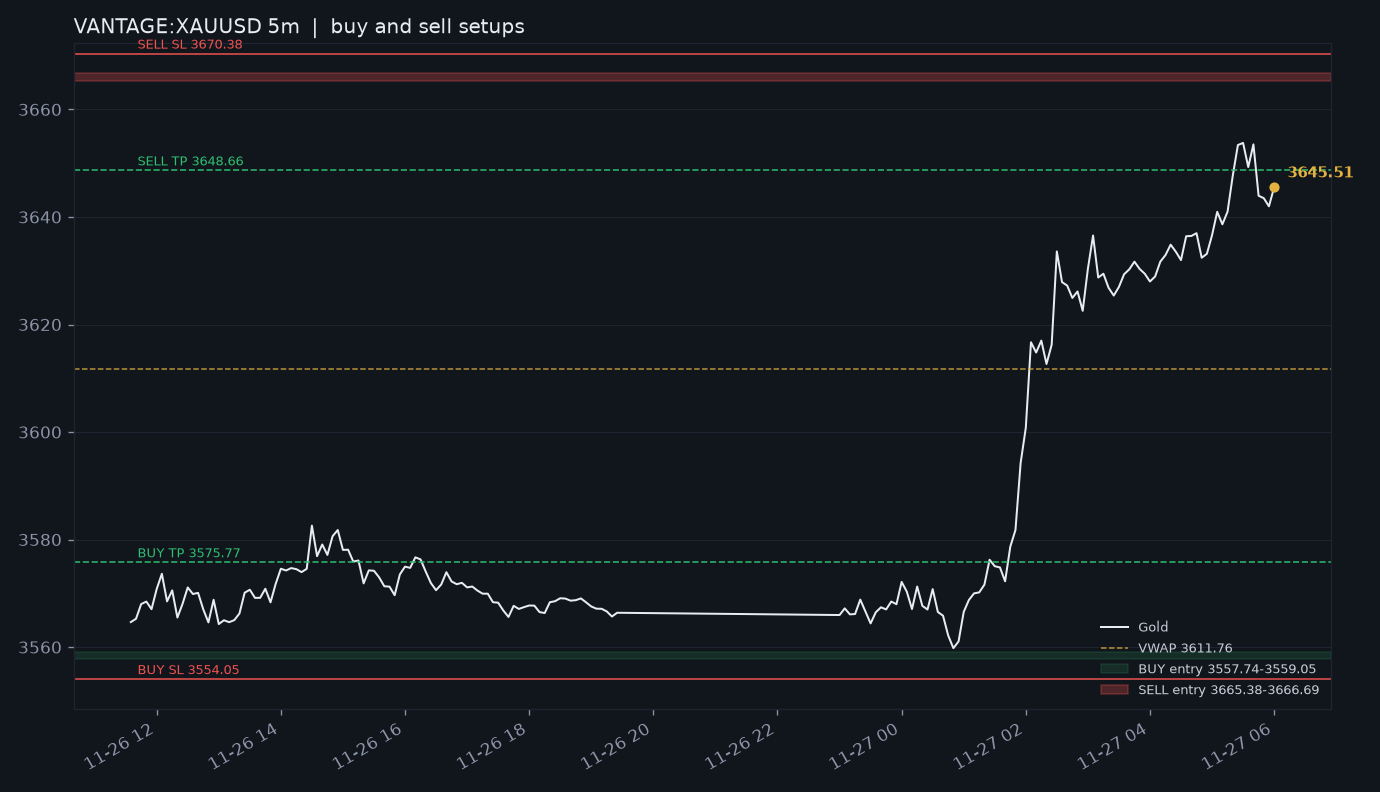 VANTAGE:XAUUSD 5m | buy and sell setups
SELL SL 3670.38
3660
SELL TP 3648.66
3645.51
3640
3620
3600
3580
BUY TP 3575.77
3560
BUY SL 3554.05
Gold
VWAP 3611.76
BUY entry 3557.74-3559.05
SELL entry 3665.38-3666.69
11-26 12
11-26 14
11-26 16
11-26 18
11-26 20
11-26 22
11-27 00
11-27 02
11-27 04
11-27 06